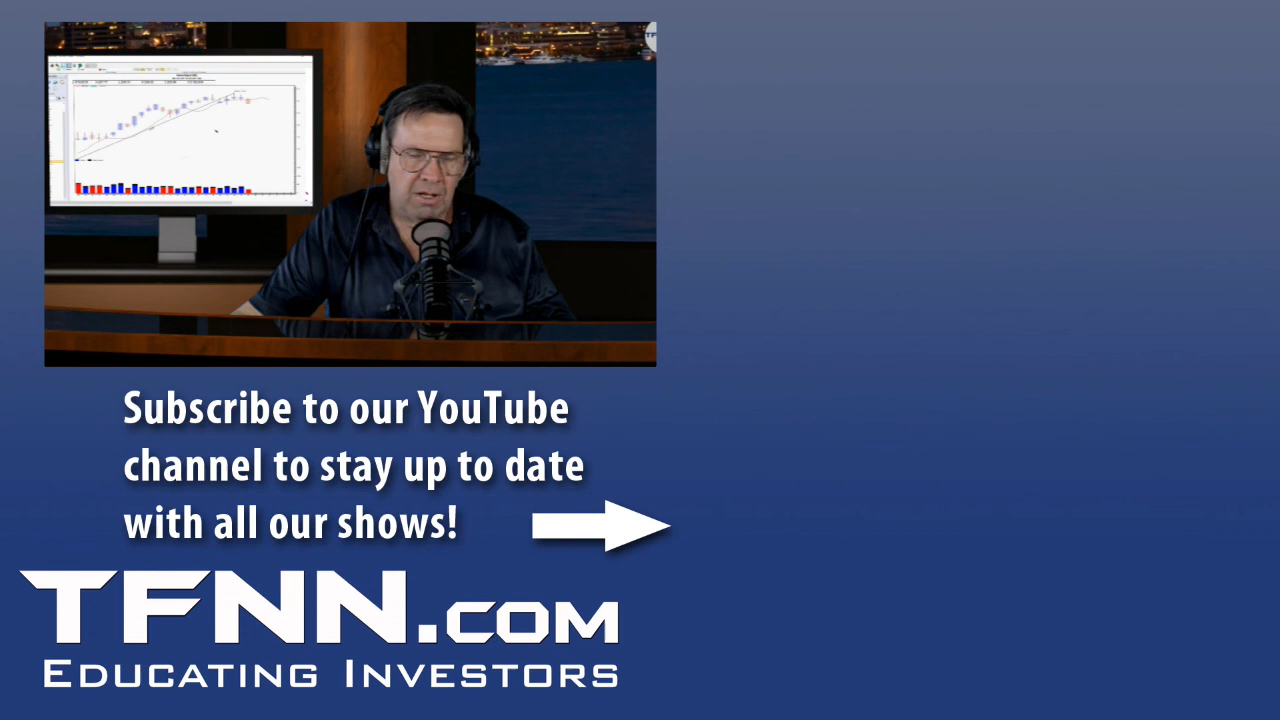 Subscribe to our YouTube
channel to stay up to date
with all our shows!
TFNN.COM
EDUCATING INVESTORS